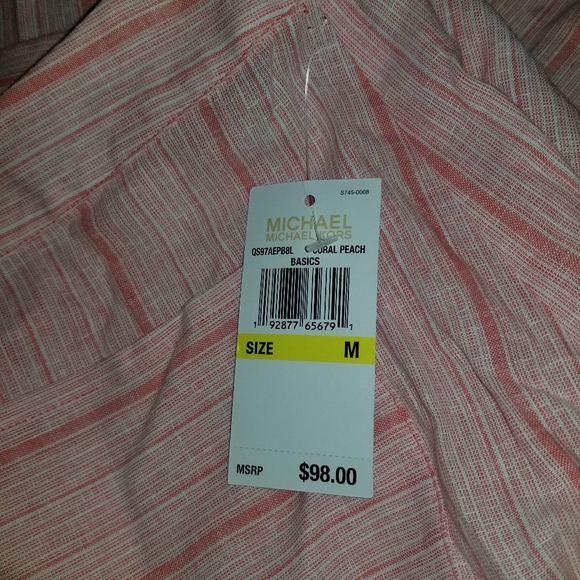 S745-0008
MICHAEL
MICHAEL KORS
QS97AEPB8L CORAL PEACH
BASICS
1 92877 65679 1
SIZE M
MSRP $98.00